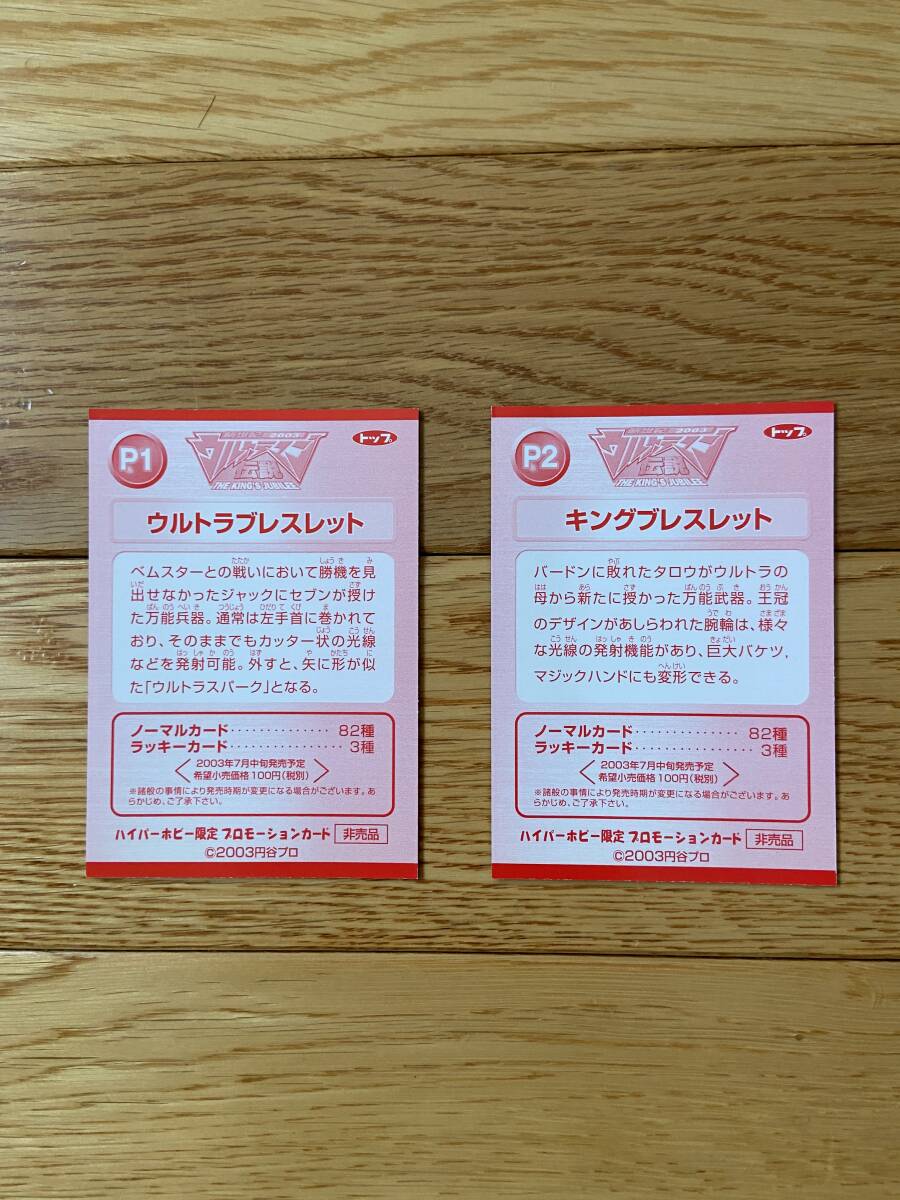 P1
新世紀2003
ウルトラマン
伝説
THE KING'S JUBILEE
トップ
ウルトラブレスレット
ベムスターとの戦いにおいて勝機を見
出せなかったジャックにセブンが授け
た万能兵器。通常は左手首に巻かれて
おり、そのままでもカッター状の光線
などを発射可能。外すと、矢に形が似
た「ウルトラスパーク」となる。
ノーマルカード・・・・・・・・・・・・・・82種
ラッキーカード・・・・・・・・・・・・・・3種
2003年7月中旬発売予定
希望小売価格100円(税別)
※諸般の事情により発売時期が変更になる場合がございます。あ
らかじめ、ご了承下さい。
ハイパーホビー限定 プロモーションカード 非売品
©2003円谷プロ
P2
新世紀2003
ウルトラマン
伝説
THE KING'S JUBILEE
トップ
キングブレスレット
バードンに敗れたタロウがウルトラの
母から新たに授かった万能武器。王冠
のデザインがあしらわれた腕輪は、様々
な光線の発射機能があり、巨大バケツ,
マジックハンドにも変形できる。
ノーマルカード・・・・・・・・・・・・・・・82種
ラッキーカード・・・・・・・・・・・・・・・・3種
2003年7月中旬発売予定
希望小売価格100円(税別)
※諸般の事情により発売時期が変更になる場合がございます。あ
らかじめ、ご了承下さい。
ハイパーホビー限定 プロモーションカード 非売品
©2003円谷プロ